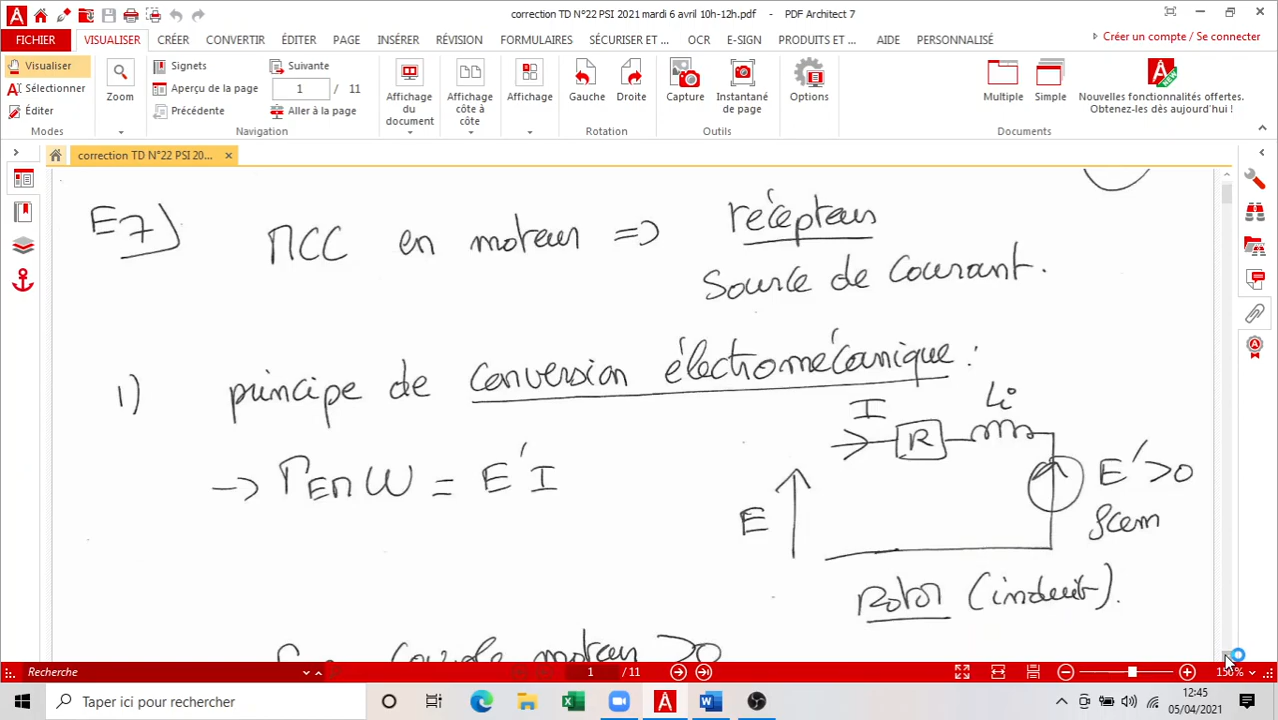 correction TD N°22 PSI 2021 mardi 6 avril 10h-12h.pdf - PDF Architect 7
FICHIER VISUALISER CRÉER CONVERTIR ÉDITER PAGE INSÉRER RÉVISION FORMULAIRES SÉCURISER ET ... OCR E-SIGN PRODUITS ET ... AIDE PERSONNALISÉ Créer un compte / Se connecter
Visualiser
Sélectionner
Éditer
Modes
Zoom
Signets
Aperçu de la page
Précédente
Suivante
1 / 11
Aller à la page
Navigation
Affichage du document
Affichage côte à côte
Affichage
Gauche
Droite
Rotation
Capture
Instantané de page
Outils
Options
Multiple
Simple
Documents
Nouvelles fonctionnalités offertes.
Obtenez-les dès aujourd'hui !
correction TD N°22 PSI 20...
E7) MCC en moteur => récepteur
Source de courant.
1) principe de conversion électromécanique :
I Li
R
-> ΓEM W = E'I
E
E' > 0
fcem
Rotor (induit).
couple moteur > 0
Recherche 1 / 11 150%
Taper ici pour rechercher
12:45
05/04/2021